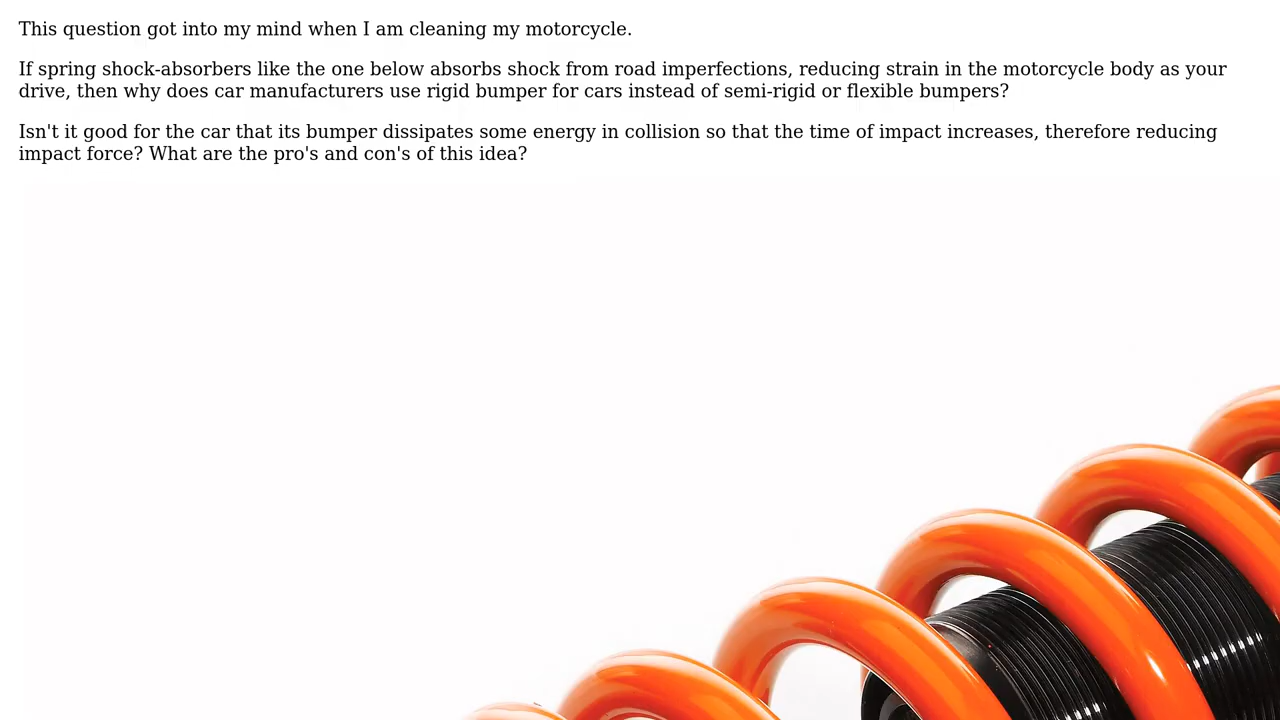 This question got into my mind when I am cleaning my motorcycle.
If spring shock-absorbers like the one below absorbs shock from road imperfections, reducing strain in the motorcycle body as your
drive, then why does car manufacturers use rigid bumper for cars instead of semi-rigid or flexible bumpers?
Isn't it good for the car that its bumper dissipates some energy in collision so that the time of impact increases, therefore reducing
impact force? What are the pro's and con's of this idea?